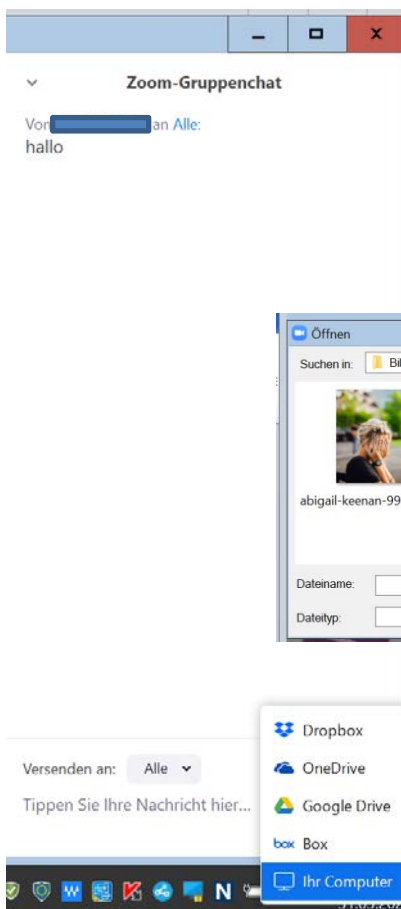 Zoom-Gruppenchat
Von an Alle:
hallo
Öffnen
Suchen in:
abigail-keenan-99
Dateiname:
Dateityp:
Dropbox
Versenden an: Alle
OneDrive
Tippen Sie Ihre Nachricht hier...
Google Drive
box Box
Ihr Computer